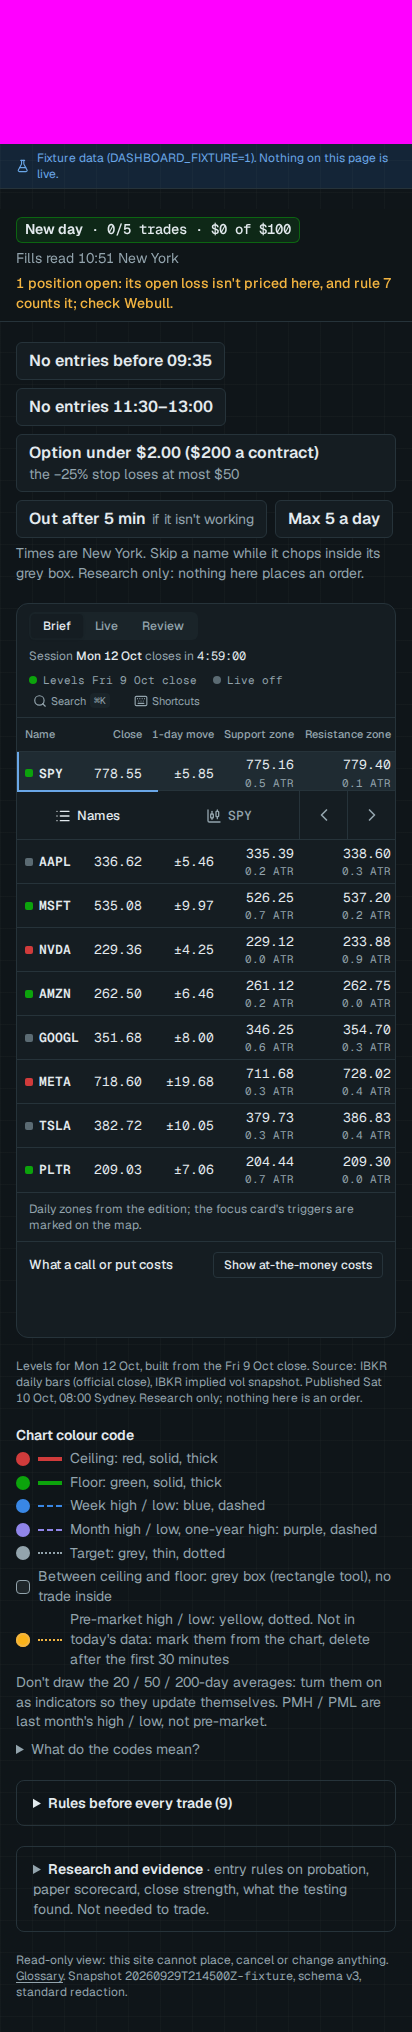 Fixture data (DASHBOARD_FIXTURE=1). Nothing on this page is
live.
New day · 0/5 trades · $0 of $100
Fills read 10:51 New York
1 position open: its open loss isn't priced here, and rule 7
counts it; check Webull.
No entries before 09:35
No entries 11:30–13:00
Option under $2.00 ($200 a contract)
the −25% stop loses at most $50
Out after 5 min if it isn't working
Max 5 a day
Times are New York. Skip a name while it chops inside its
grey box. Research only: nothing here places an order.
Brief Live Review
Session Mon 12 Oct closes in 4:59:00
Levels Fri 9 Oct close Live off
Search ⌘K Shortcuts
Name Close 1-day move Support zone Resistance zone
SPY 778.55 ±5.85 775.16 779.40
0.5 ATR 0.1 ATR
Names SPY
AAPL 336.62 ±5.46 335.39 338.60
0.2 ATR 0.3 ATR
MSFT 535.08 ±9.97 526.25 537.20
0.7 ATR 0.2 ATR
NVDA 229.36 ±4.25 229.12 233.88
0.0 ATR 0.9 ATR
AMZN 262.50 ±6.46 261.12 262.75
0.2 ATR 0.0 ATR
GOOGL 351.68 ±8.00 346.25 354.70
0.6 ATR 0.3 ATR
META 718.60 ±19.68 711.68 728.02
0.3 ATR 0.4 ATR
TSLA 382.72 ±10.05 379.73 386.83
0.3 ATR 0.4 ATR
PLTR 209.03 ±7.06 204.44 209.30
0.7 ATR 0.0 ATR
Daily zones from the edition; the focus card's triggers are
marked on the map.
What a call or put costs Show at-the-money costs
Levels for Mon 12 Oct, built from the Fri 9 Oct close. Source: IBKR
daily bars (official close), IBKR implied vol snapshot. Published Sat
10 Oct, 08:00 Sydney. Research only; nothing here is an order.
Chart colour code
Ceiling: red, solid, thick
Floor: green, solid, thick
Week high / low: blue, dashed
Month high / low, one-year high: purple, dashed
Target: grey, thin, dotted
Between ceiling and floor: grey box (rectangle tool), no
trade inside
Pre-market high / low: yellow, dotted. Not in
today's data: mark them from the chart, delete
after the first 30 minutes
Don't draw the 20 / 50 / 200-day averages: turn them on
as indicators so they update themselves. PMH / PML are
last month's high / low, not pre-market.
What do the codes mean?
Rules before every trade (9)
Research and evidence · entry rules on probation,
paper scorecard, close strength, what the testing
found. Not needed to trade.
Read-only view: this site cannot place, cancel or change anything.
Glossary. Snapshot 20260929T214500Z-fixture, schema v3,
standard redaction.